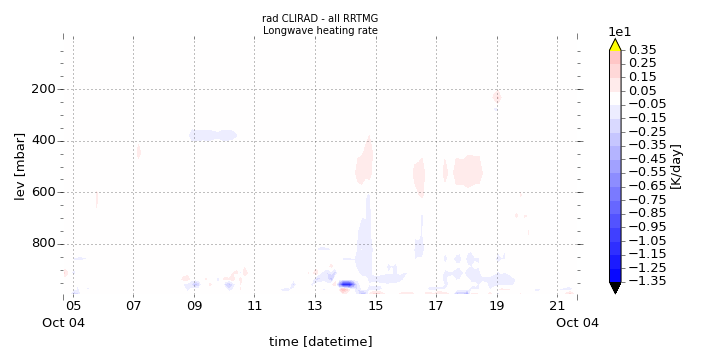 rad CLIRAD - all RRTMG
Longwave heating rate
1e1
0.35
0.25
0.15
0.05
−0.05
−0.15
−0.25
−0.35
−0.45
−0.55
−0.65
−0.75
−0.85
−0.95
−1.05
−1.15
−1.25
−1.35
[K/day]
200
400
600
800
lev [mbar]
05 07 09 11 13 15 17 19 21
Oct 04 Oct 04
time [datetime]